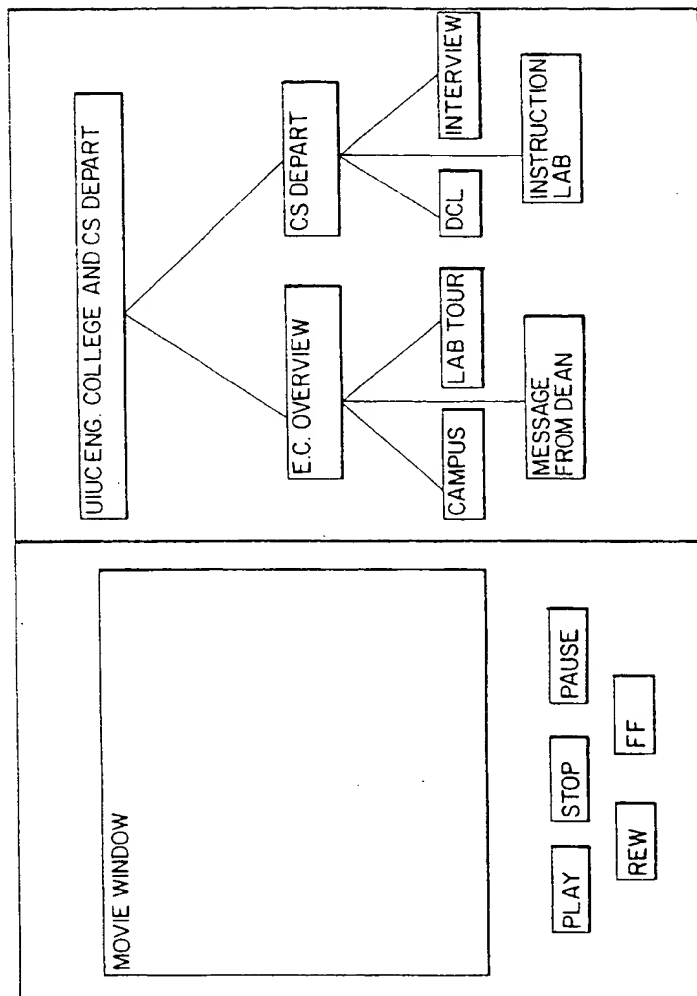 MOVIE WINDOW
PLAY
STOP
PAUSE
REW
FF
UIUC ENG. COLLEGE AND CS DEPART
E.C. OVERVIEW
CS DEPART
CAMPUS
LAB TOUR
DCL
INTERVIEW
MESSAGE
FROM DEAN
INSTRUCTION
LAB